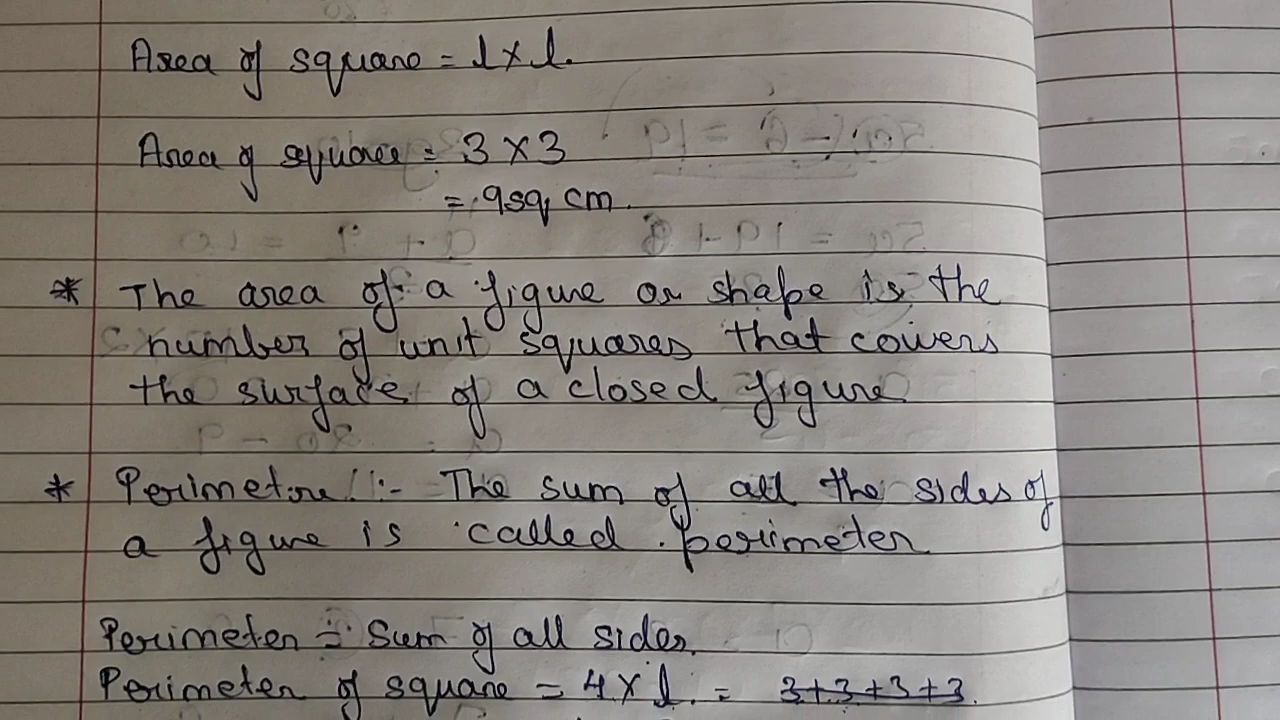 Area of square = l x l.
Area of square = 3 x 3
= 9 sq cm.
* The area of a figure or shape is the
number of unit squares that cowers
the surface of a closed figure
* Perimetre :- The sum of all the sides of
a figure is called perimeter
Perimeter = Sum of all sides.
Perimeter of square = 4 x l. = 3+3+3+3.